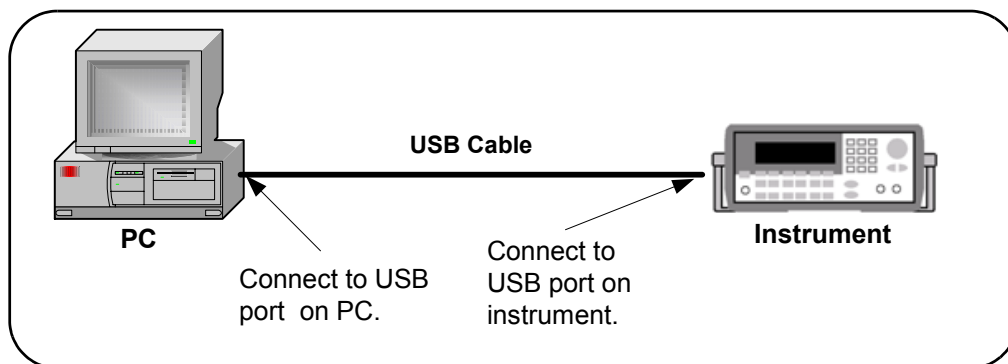 USB Cable
PC
Instrument
Connect to USB
port on PC.
Connect to
USB port on
instrument.